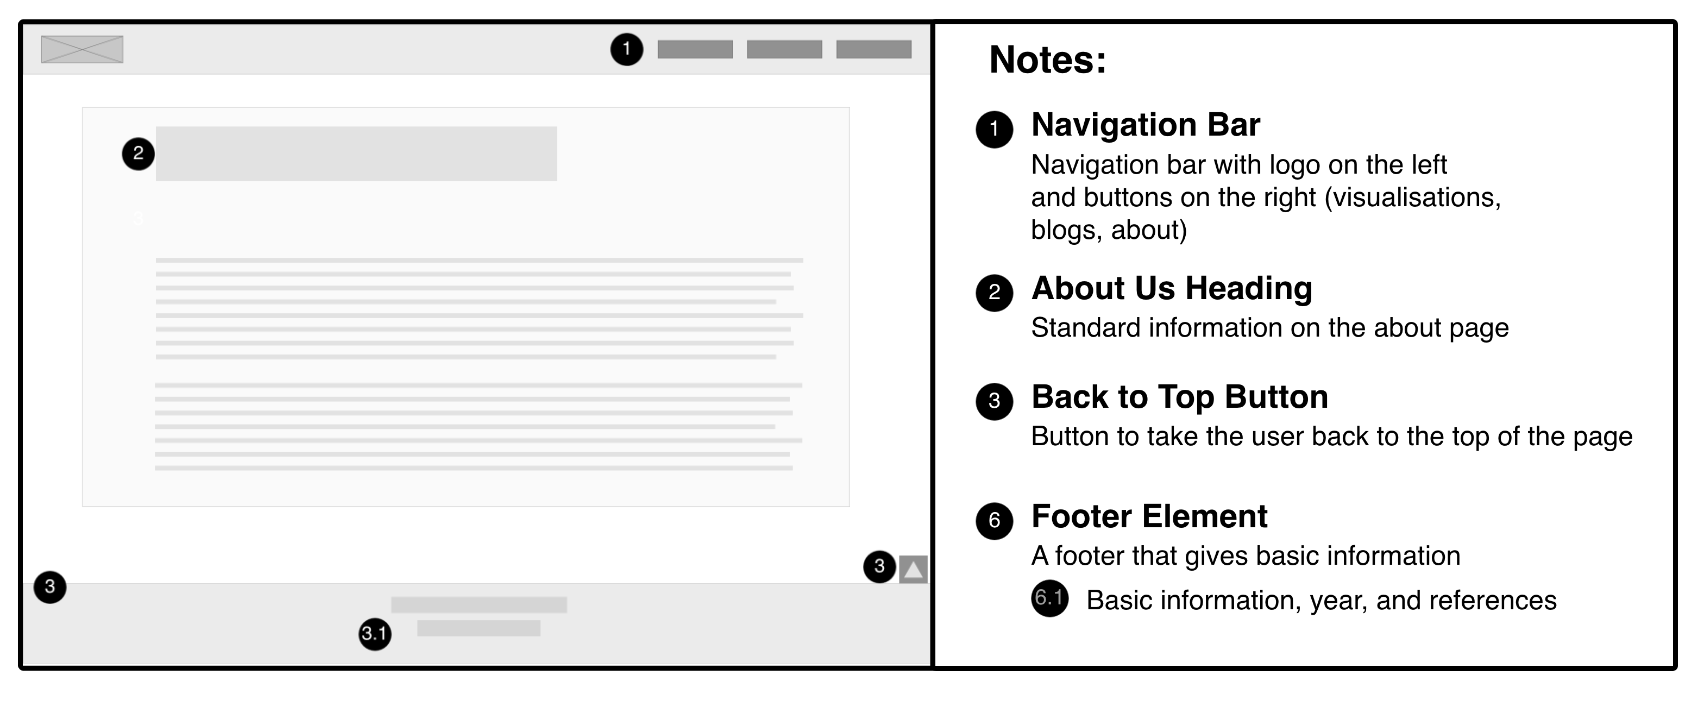 1
2
3
3
3
3.1
Notes:
1 Navigation Bar
Navigation bar with logo on the left
and buttons on the right (visualisations,
blogs, about)
2 About Us Heading
Standard information on the about page
3 Back to Top Button
Button to take the user back to the top of the page
6 Footer Element
A footer that gives basic information
6.1 Basic information, year, and references